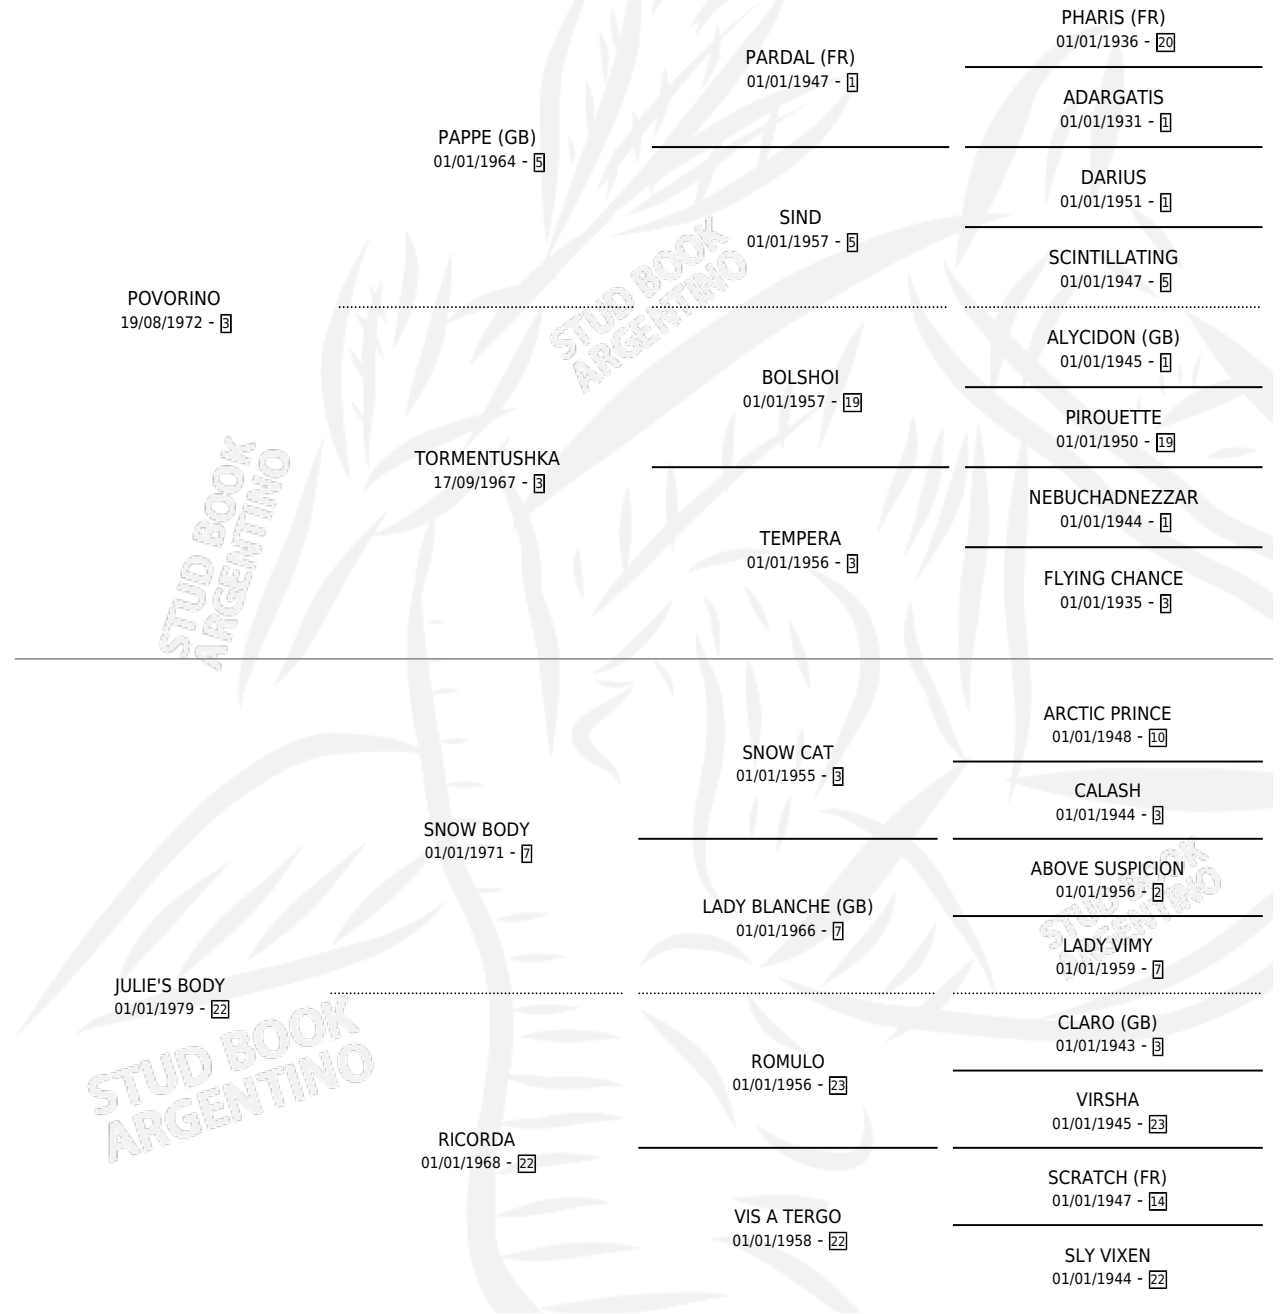 PHARIS (FR)
01/01/1936 - 20
PARDAL (FR)
01/01/1947 - 1
ADARGATIS
01/01/1931 - 1
PAPPE (GB)
01/01/1964 - 5
DARIUS
01/01/1951 - 1
SIND
01/01/1957 - 5
SCINTILLATING
01/01/1947 - 5
STUD BOOK
ARGENTINO
POVORINO
19/08/1972 - 3
ALYCIDON (GB)
01/01/1945 - 1
BOLSHOI
01/01/1957 - 19
PIROUETTE
01/01/1950 - 19
TORMENTUSHKA
17/09/1967 - 3
NEBUCHADNEZZAR
01/01/1944 - 1
TEMPERA
01/01/1956 - 3
FLYING CHANCE
01/01/1935 - 3
STUD BOOK
ARGENTINO
ARCTIC PRINCE
01/01/1948 - 10
SNOW CAT
01/01/1955 - 3
CALASH
01/01/1944 - 3
SNOW BODY
01/01/1971 - 7
ABOVE SUSPICION
01/01/1956 - 2
LADY BLANCHE (GB)
01/01/1966 - 7
LADY VIMY
01/01/1959 - 7
STUD BOOK
ARGENTINO
JULIE'S BODY
01/01/1979 - 22
CLARO (GB)
01/01/1943 - 3
STUD BOOK
ARGENTINO
ROMULO
01/01/1956 - 23
VIRSHA
01/01/1945 - 23
RICORDA
01/01/1968 - 22
SCRATCH (FR)
01/01/1947 - 14
VIS A TERGO
01/01/1958 - 22
SLY VIXEN
01/01/1944 - 22